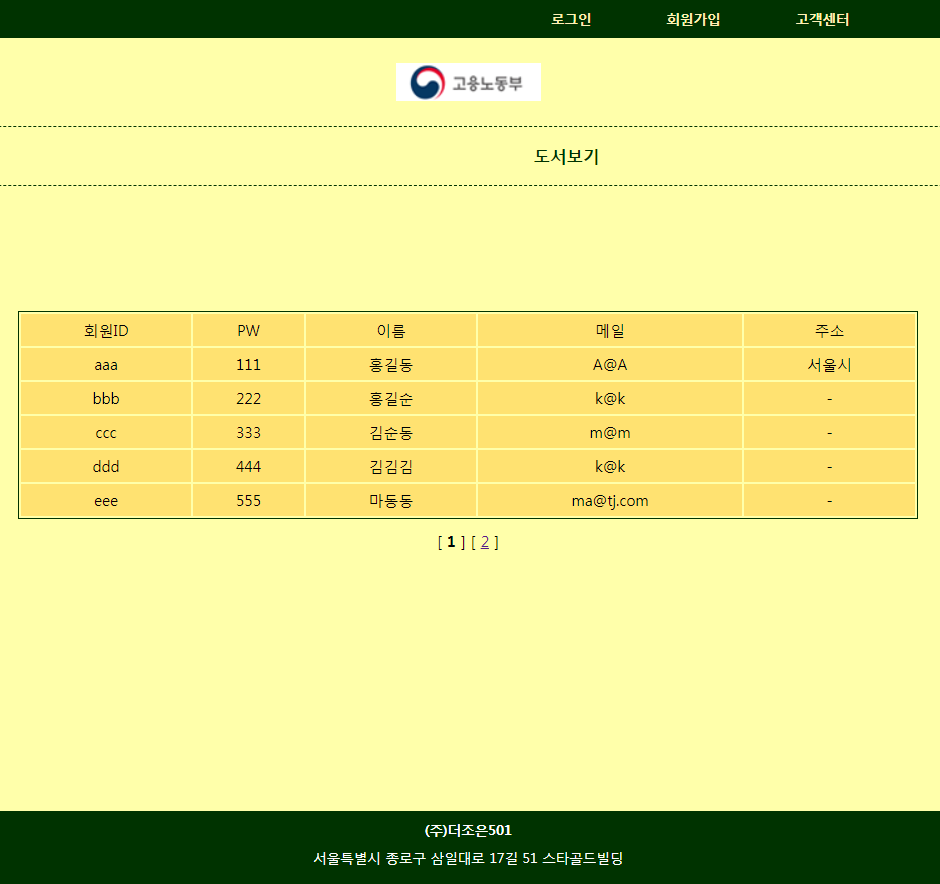 로그인 회원가입 고객센터
고용노동부
도서보기
회원ID PW 이름 메일 주소
aaa 111 홍길동 A@A 서울시
bbb 222 홍길순 k@k -
ccc 333 김순동 m@m -
ddd 444 김김김 k@k -
eee 555 마동동 ma@tj.com -
[ 1 ] [ 2 ]
(주)더조은501
서울특별시 종로구 삼일대로 17길 51 스타골드빌딩